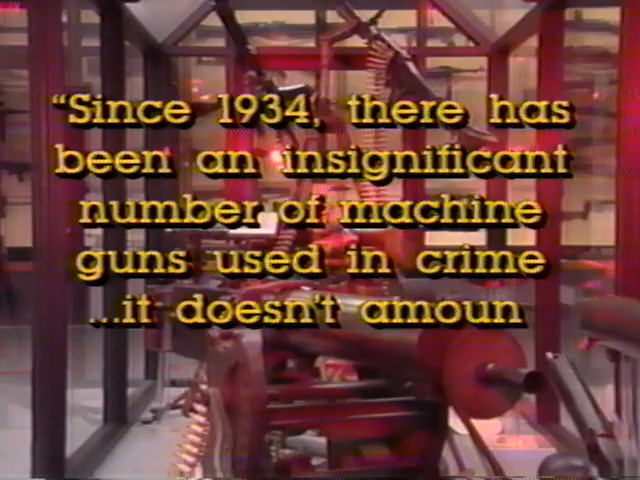 “Since 1934, there has
been an insignificant
number of machine
guns used in crime
...it doesn't amoun